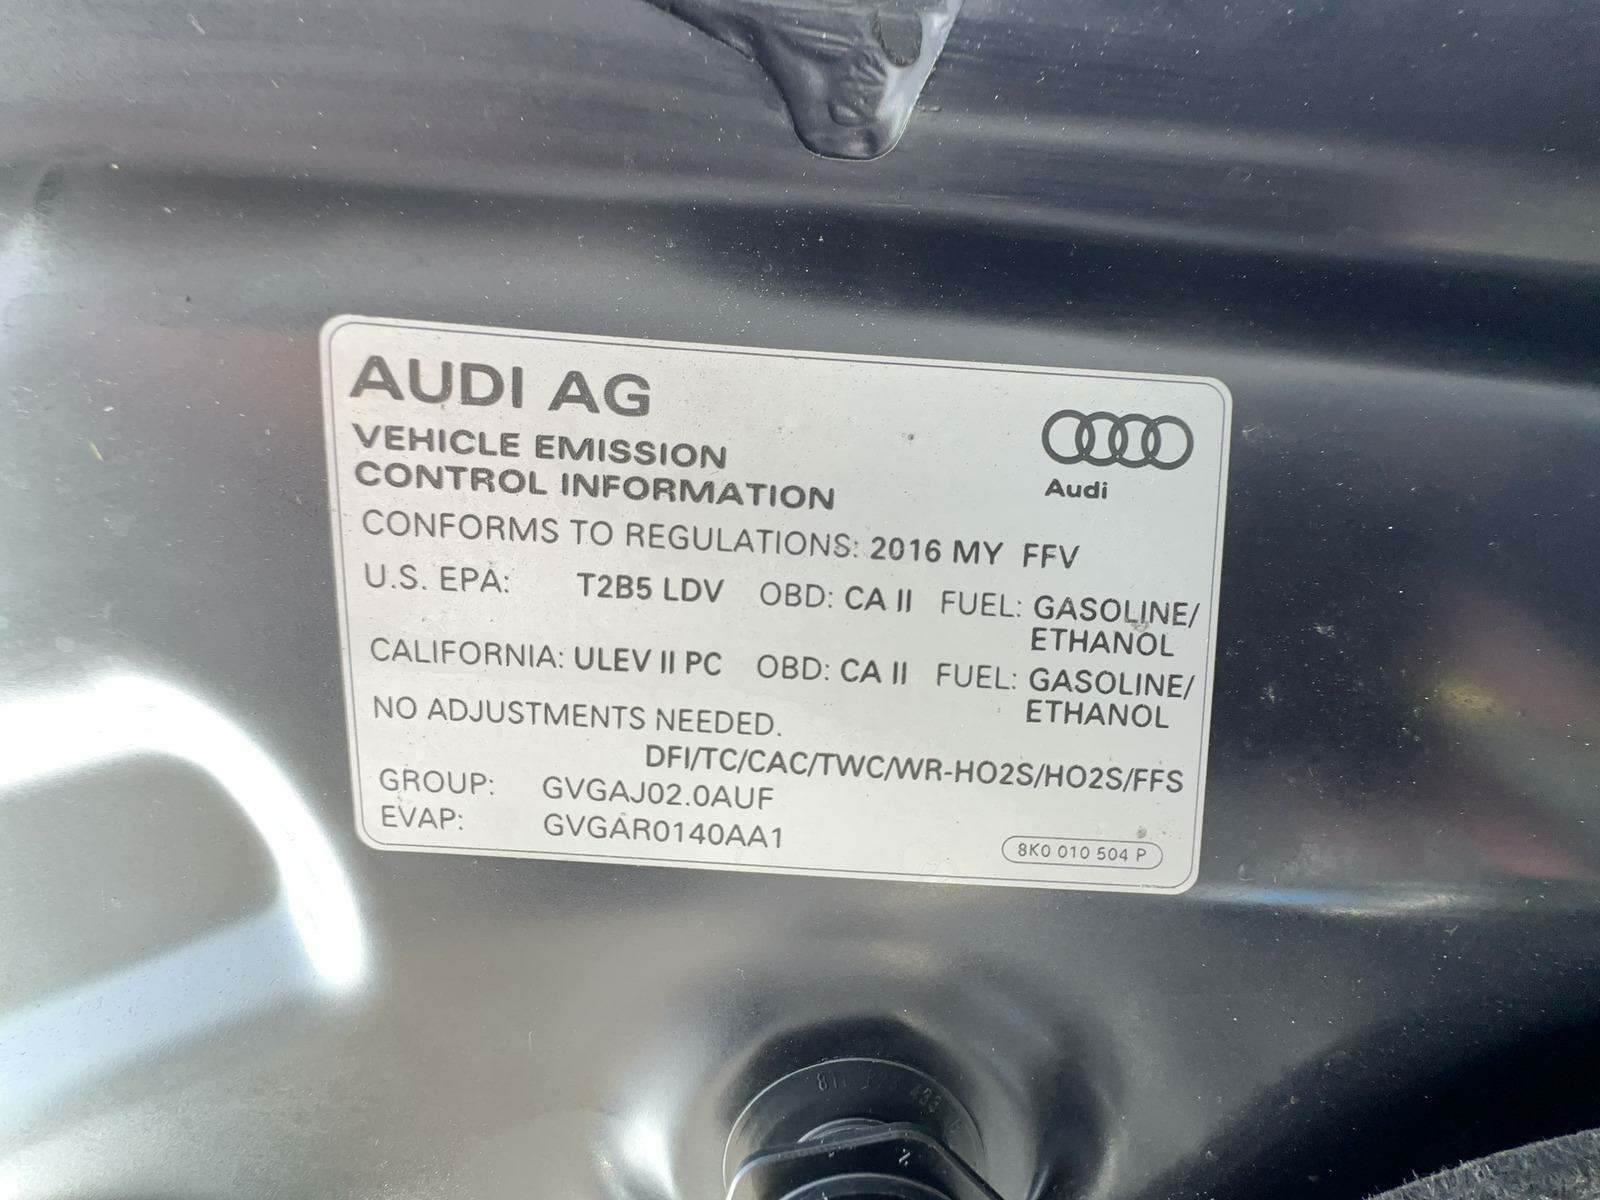 AUDI AG
VEHICLE EMISSION
CONTROL INFORMATION
Audi
CONFORMS TO REGULATIONS: 2016 MY FFV
U.S. EPA: T2B5 LDV OBD: CA II FUEL: GASOLINE/
ETHANOL
CALIFORNIA: ULEV II PC OBD: CA II FUEL: GASOLINE/
ETHANOL
NO ADJUSTMENTS NEEDED.
DFI/TC/CAC/TWC/WR-HO2S/HO2S/FFS
GROUP: GVGAJ02.0AUF
EVAP: GVGAR0140AA1
8K0 010 504 P